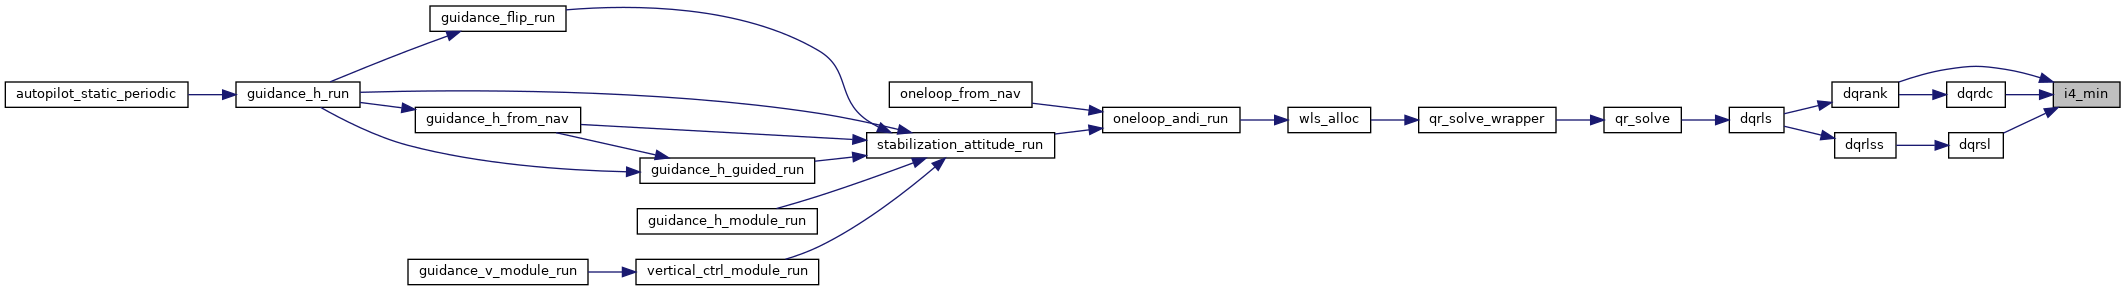 guidance_flip_run
autopilot_static_periodic
guidance_h_run
guidance_h_from_nav
guidance_h_guided_run
guidance_h_module_run
guidance_v_module_run
vertical_ctrl_module_run
stabilization_attitude_run
oneloop_from_nav
oneloop_andi_run
wls_alloc
qr_solve_wrapper
qr_solve
dqrls
dqrank
dqrlss
dqrdc
dqrsl
i4_min